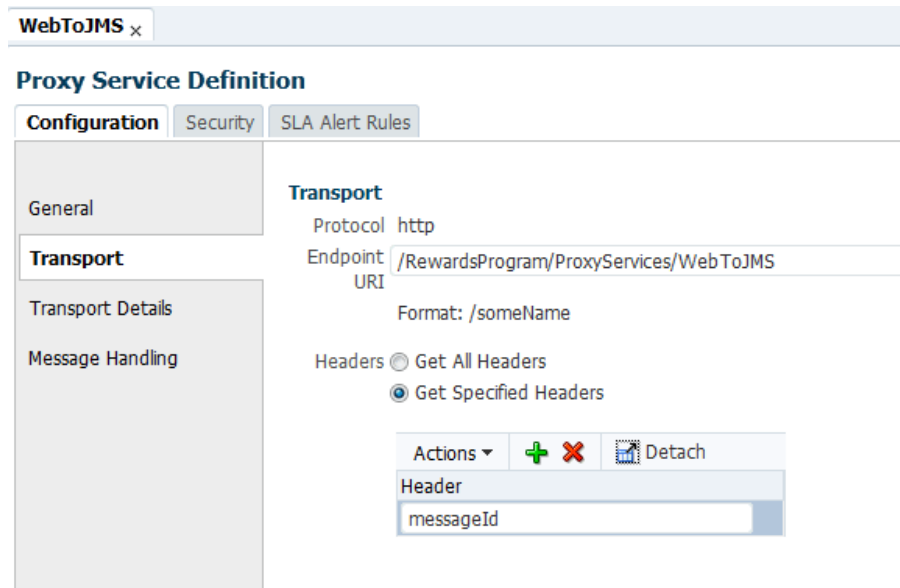 WebToJMS ×
Proxy Service Definition
Configuration Security SLA Alert Rules
General
Transport
Transport Details
Message Handling
Transport
Protocol http
Endpoint URI /RewardsProgram/ProxyServices/WebToJMS
Format: /someName
Headers Get All Headers
Get Specified Headers
Actions Detach
Header
messageId